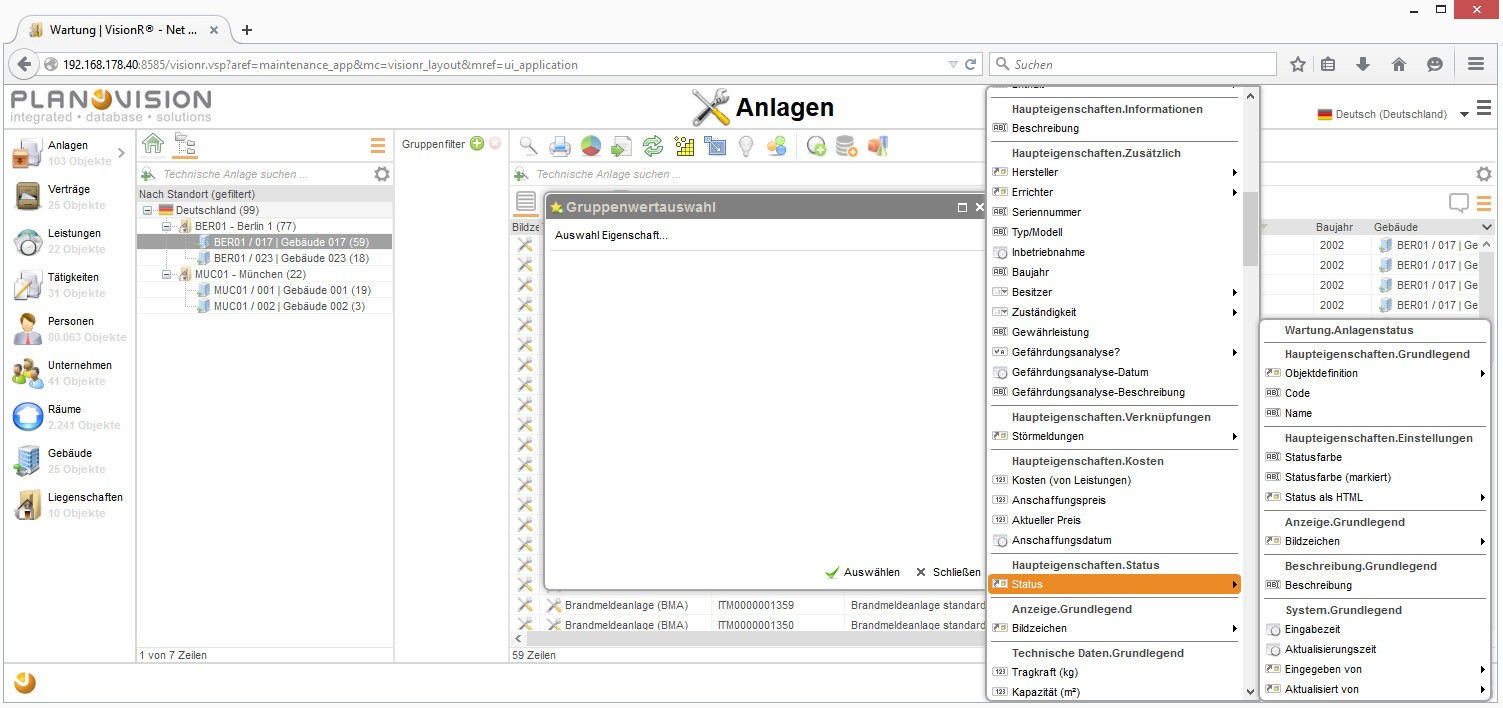 Wartung | VisionR® - Net ...
192.168.178.40:8585/visionr.vsp?aref=maintenance_app&mc=visionr_layout&mref=ui_application
Suchen
PLANOVISION
integrated • database • solutions
Anlagen
Deutsch (Deutschland)
Anlagen
103 Objekte
Verträge
25 Objekte
Leistungen
22 Objekte
Tätigkeiten
31 Objekte
Personen
80.063 Objekte
Unternehmen
41 Objekte
Räume
2.241 Objekte
Gebäude
25 Objekte
Liegenschaften
10 Objekte
Technische Anlage suchen ...
Nach Standort (gefiltert)
Deutschland (99)
BER01 - Berlin 1 (77)
BER01 / 017 | Gebäude 017 (59)
BER01 / 023 | Gebäude 023 (18)
MUC01 - München (22)
MUC01 / 001 | Gebäude 001 (19)
MUC01 / 002 | Gebäude 002 (3)
1 von 7 Zeilen
Gruppenfilter
Technische Anlage suchen ...
Bildze
Gruppenwertauswahl
Auswahl Eigenschaft...
Auswählen
Schließen
Brandmeldeanlage (BMA) ITM0000001359 Brandmeldeanlage standard
Brandmeldeanlage (BMA) ITM0000001350 Brandmeldeanlage standard
59 Zeilen
Haupteigenschaften.Informationen
Beschreibung
Haupteigenschaften.Zusätzlich
Hersteller
Errichter
Seriennummer
Typ/Modell
Inbetriebnahme
Baujahr
Besitzer
Zuständigkeit
Gewährleistung
Gefährdungsanalyse?
Gefährdungsanalyse-Datum
Gefährdungsanalyse-Beschreibung
Haupteigenschaften.Verknüpfungen
Störmeldungen
Haupteigenschaften.Kosten
Kosten (von Leistungen)
Anschaffungspreis
Aktueller Preis
Anschaffungsdatum
Haupteigenschaften.Status
Status
Anzeige.Grundlegend
Bildzeichen
Technische Daten.Grundlegend
Tragkraft (kg)
Kapazität (m²)
Baujahr Gebäude
2002 BER01 / 017 | Ge
2002 BER01 / 017 | Ge
2002 BER01 / 017 | Ge
2002 BER01 / 017 | Ge
Wartung.Anlagenstatus
Haupteigenschaften.Grundlegend
Objektdefinition
Code
Name
Haupteigenschaften.Einstellungen
Statusfarbe
Statusfarbe (markiert)
Status als HTML
Anzeige.Grundlegend
Bildzeichen
Beschreibung.Grundlegend
Beschreibung
System.Grundlegend
Eingabezeit
Aktualisierungszeit
Eingegeben von
Aktualisiert von